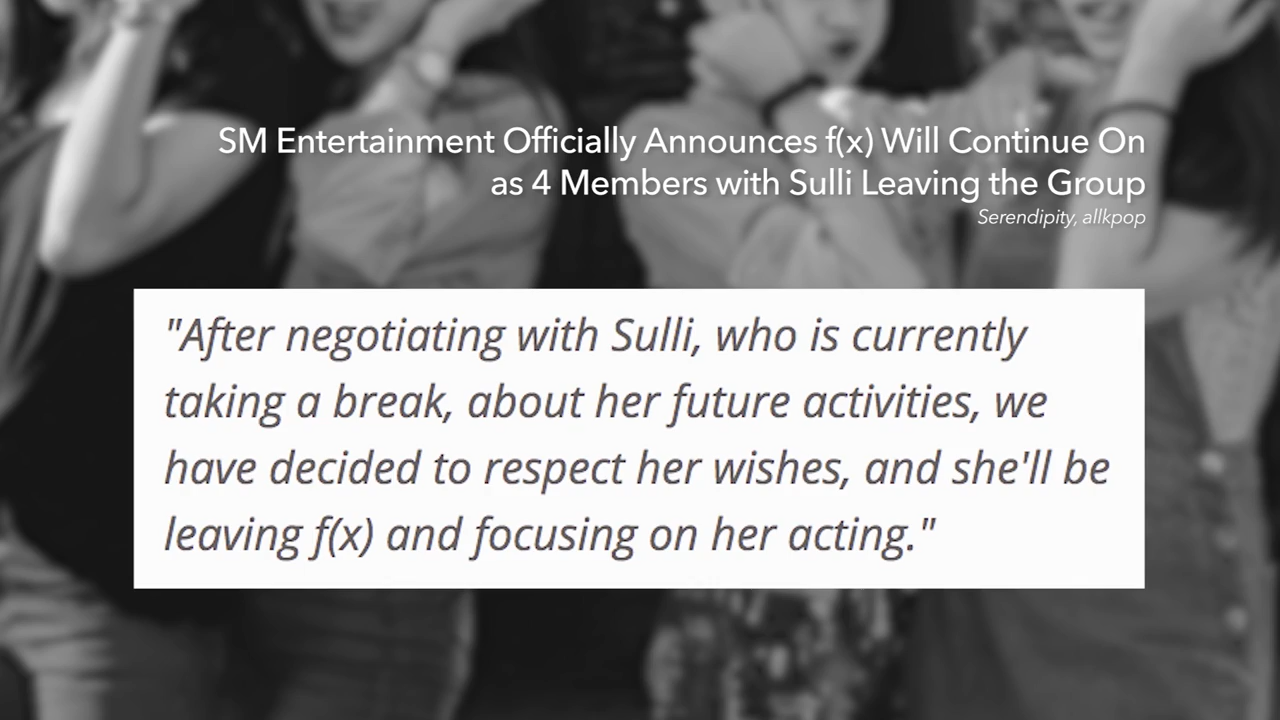 SM Entertainment Officially Announces f(x) Will Continue On
as 4 Members with Sulli Leaving the Group
Serendipity, allkpop
"After negotiating with Sulli, who is currently
taking a break, about her future activities, we
have decided to respect her wishes, and she'll be
leaving f(x) and focusing on her acting."